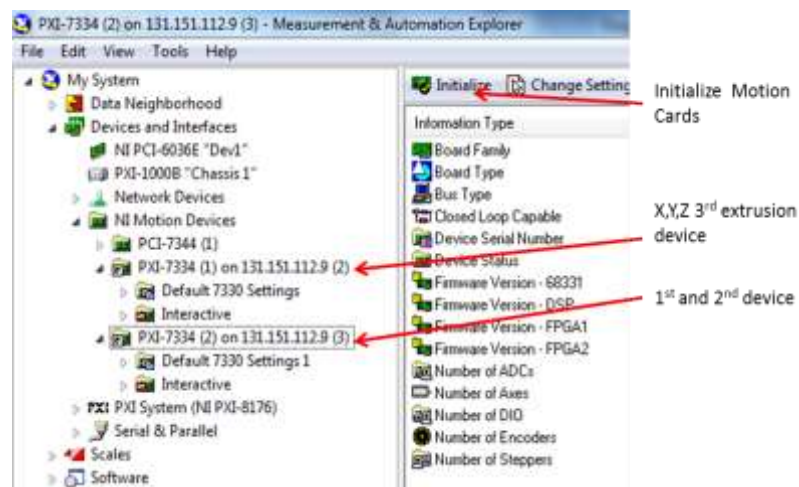 PXI-7334 (2) on 131.151.112.9 (3) - Measurement & Automation Explorer
File Edit View Tools Help
My System
Data Neighborhood
Devices and Interfaces
NI PCI-6036E "Dev1"
PXI-1000B "Chassis 1"
Network Devices
NI Motion Devices
PCI-7344 (1)
PXI-7334 (1) on 131.151.112.9 (2)
Default 7330 Settings
Interactive
PXI-7334 (2) on 131.151.112.9 (3)
Default 7330 Settings 1
Interactive
PXI PXI System (NI PXI-8176)
Serial & Parallel
Scales
Software
Initialize Change Setting
Information Type
Board Family
Board Type
Bus Type
Closed Loop Capable
Device Serial Number
Device Status
Firmware Version - 68331
Firmware Version - DSP
Firmware Version - FPGA1
Firmware Version - FPGA2
Number of ADCs
Number of Axes
Number of DIO
Number of Encoders
Number of Steppers
Initialize Motion
Cards
X,Y,Z 3rd extrusion
device
1st and 2nd device